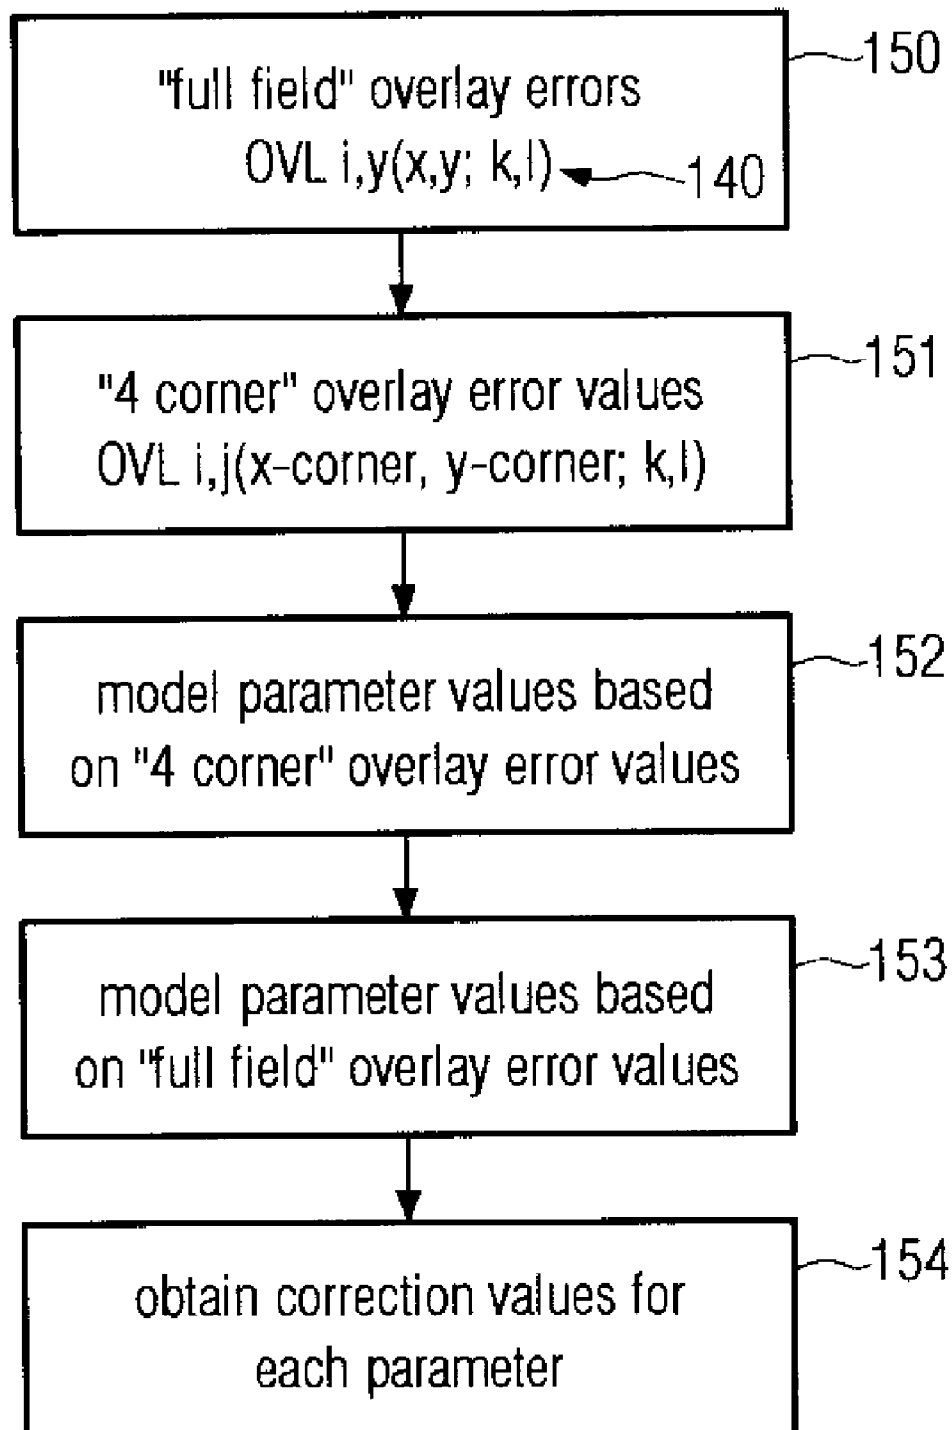 150
"full field" overlay errors
OVL i,y(x,y; k,l) 140
151
"4 corner" overlay error values
OVL i,j(x-corner, y-corner; k,l)
152
model parameter values based
on "4 corner" overlay error values
153
model parameter values based
on "full field" overlay error values
154
obtain correction values for
each parameter